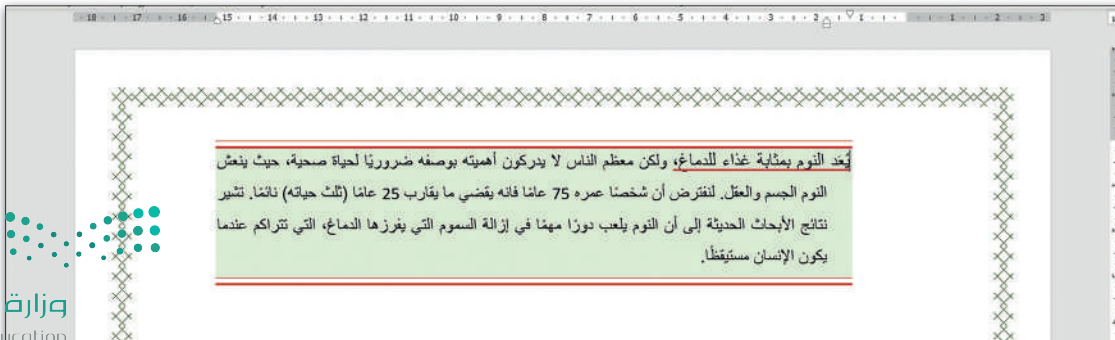 18 17 16 15 14 13 12 11 10 9 8 7 6 5 4 3 2 1 1 2 3
يُعَد النوم بمثابة غذاء للدماغ، ولكن معظم الناس لا يدركون أهميته بوصفه ضروريًا لحياة صحية، حيث ينعش
النوم الجسم والعقل. لنفترض أن شخصًا عمره 75 عامًا فانه يقضي ما يقارب 25 عامًا (ثلث حياته) نائمًا. تشير
نتائج الأبحاث الحديثة إلى أن النوم يلعب دورًا مهمًا في إزالة السموم التي يفرزها الدماغ، التي تتراكم عندما
يكون الإنسان مستيقظًا.
وزارة
ucation